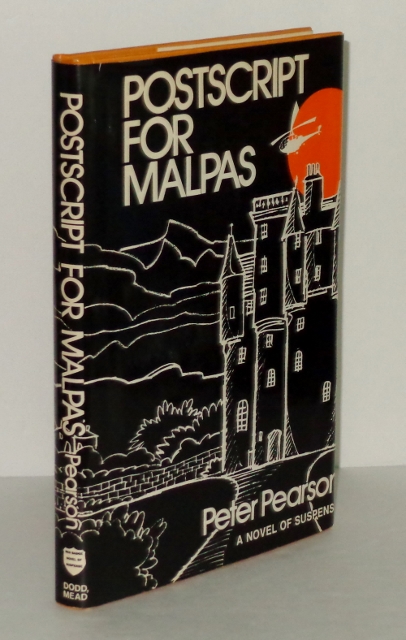 POSTSCRIPT
FOR
MALPAS
Peter Pearson
A NOVEL OF SUSPENS
POSTSCRIPT FOR MALPAS
Pearson
DODD,
MEAD